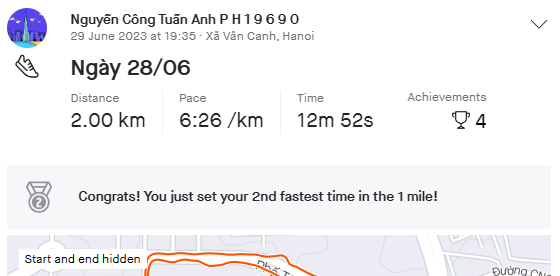 Nguyễn Công Tuấn Anh P H 1 9 6 9 0
29 June 2023 at 19:35 · Xã Vân Canh, Hanoi
Ngày 28/06
Distance Pace Time Achievements
2.00 km 6:26 /km 12m 52s 4
2
Congrats! You just set your 2nd fastest time in the 1 mile!
Start and end hidden
Phố T
Đường C